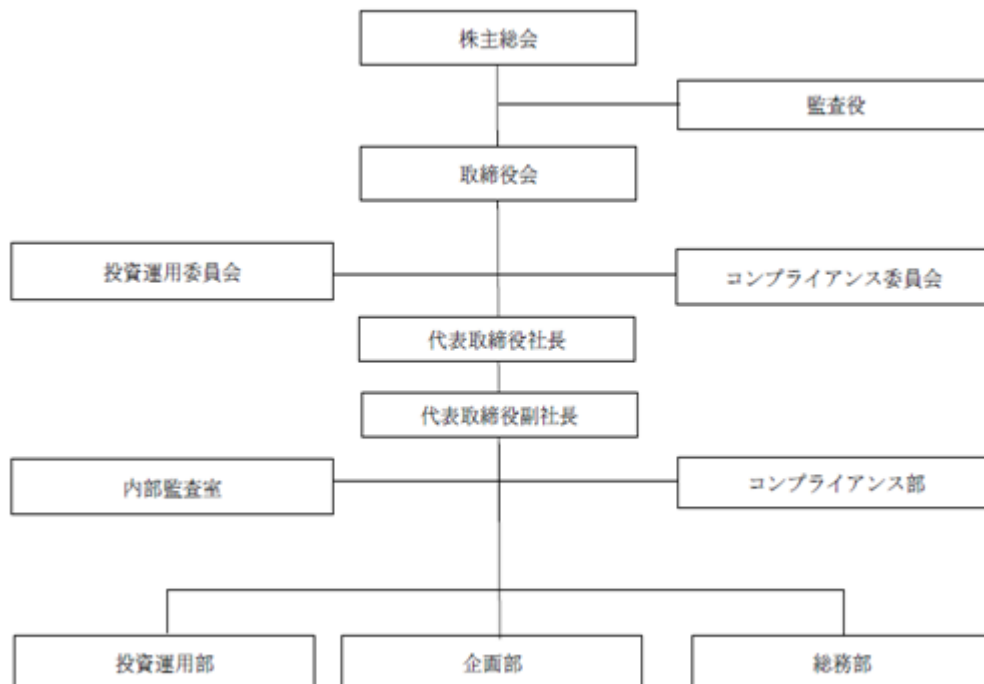 株主総会
監査役
取締役会
投資運用委員会
コンプライアンス委員会
代表取締役社長
代表取締役副社長
内部監査室
コンプライアンス部
投資運用部
企画部
総務部